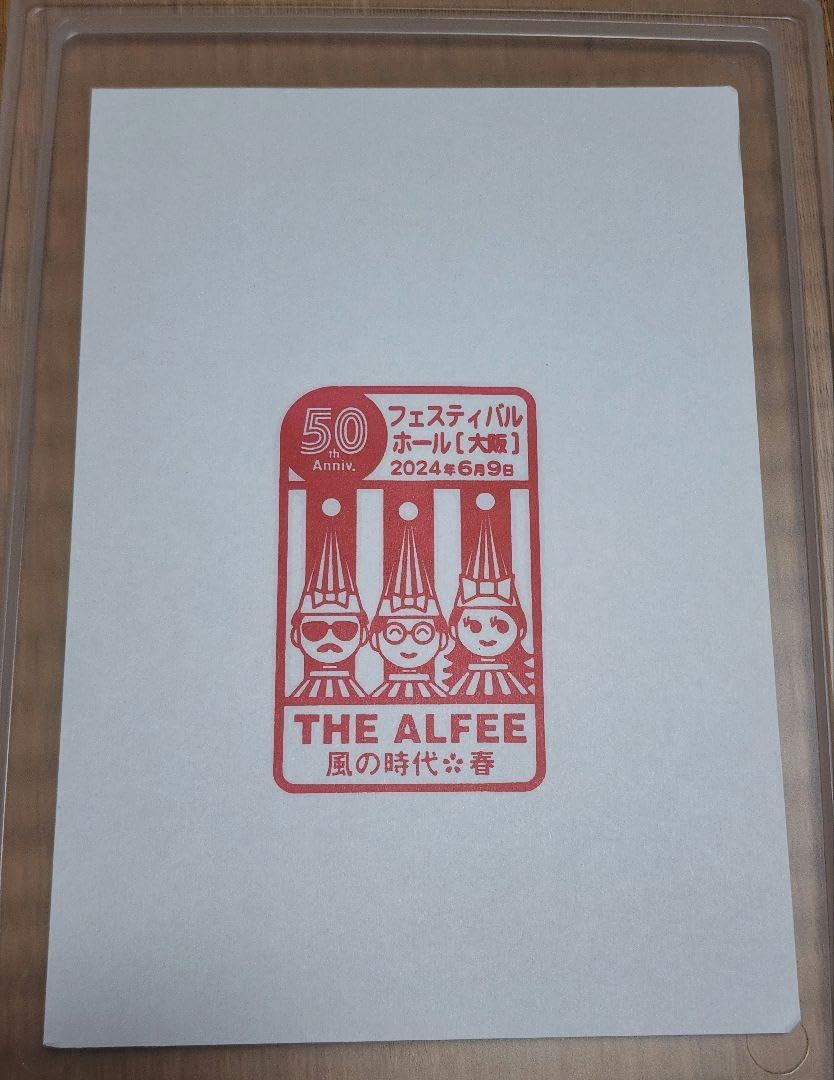 50
th
Anniv.
フェスティバル
ホール[大阪]
2024年6月9日
THE ALFEE
風の時代✿春